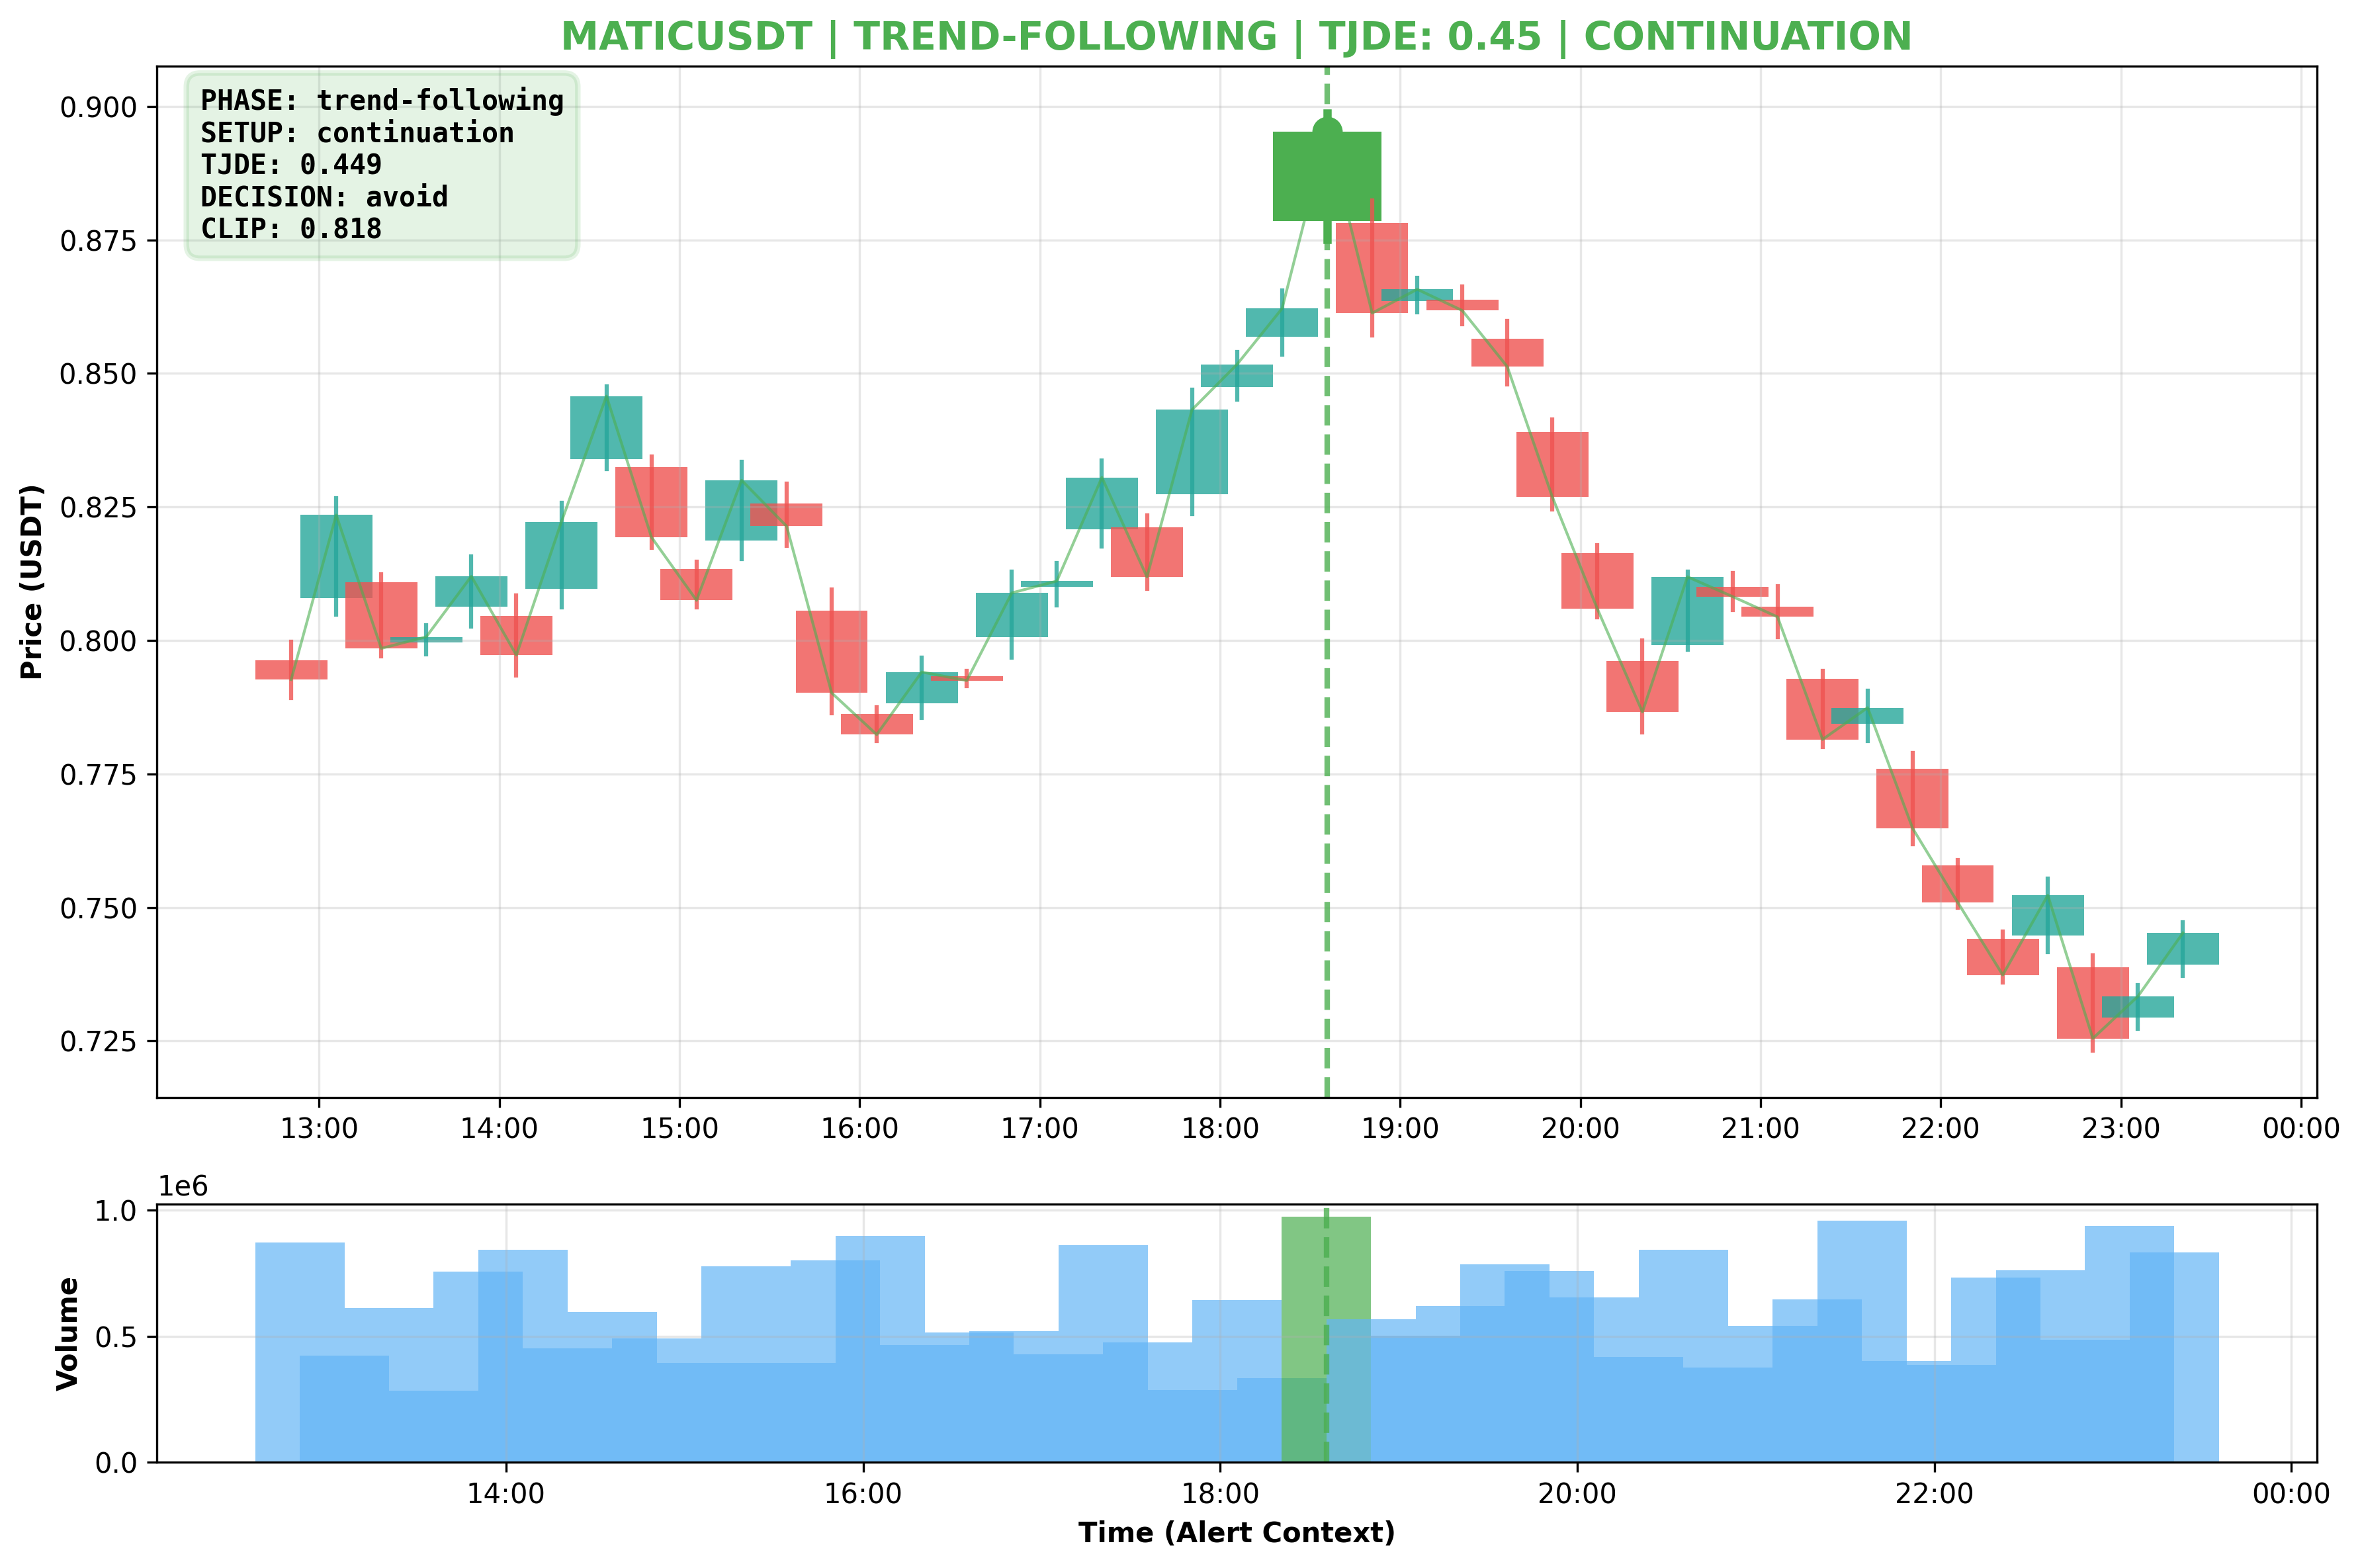 MATICUSDT | TREND-FOLLOWING | TJDE: 0.45 | CONTINUATION
PHASE: trend-following
SETUP: continuation
TJDE: 0.449
DECISION: avoid
CLIP: 0.818
Price (USDT)
0.900
0.875
0.850
0.825
0.800
0.775
0.750
0.725
13:00 14:00 15:00 16:00 17:00 18:00 19:00 20:00 21:00 22:00 23:00 00:00
1e6
Volume
1.0
0.5
0.0
14:00 16:00 18:00 20:00 22:00 00:00
Time (Alert Context)